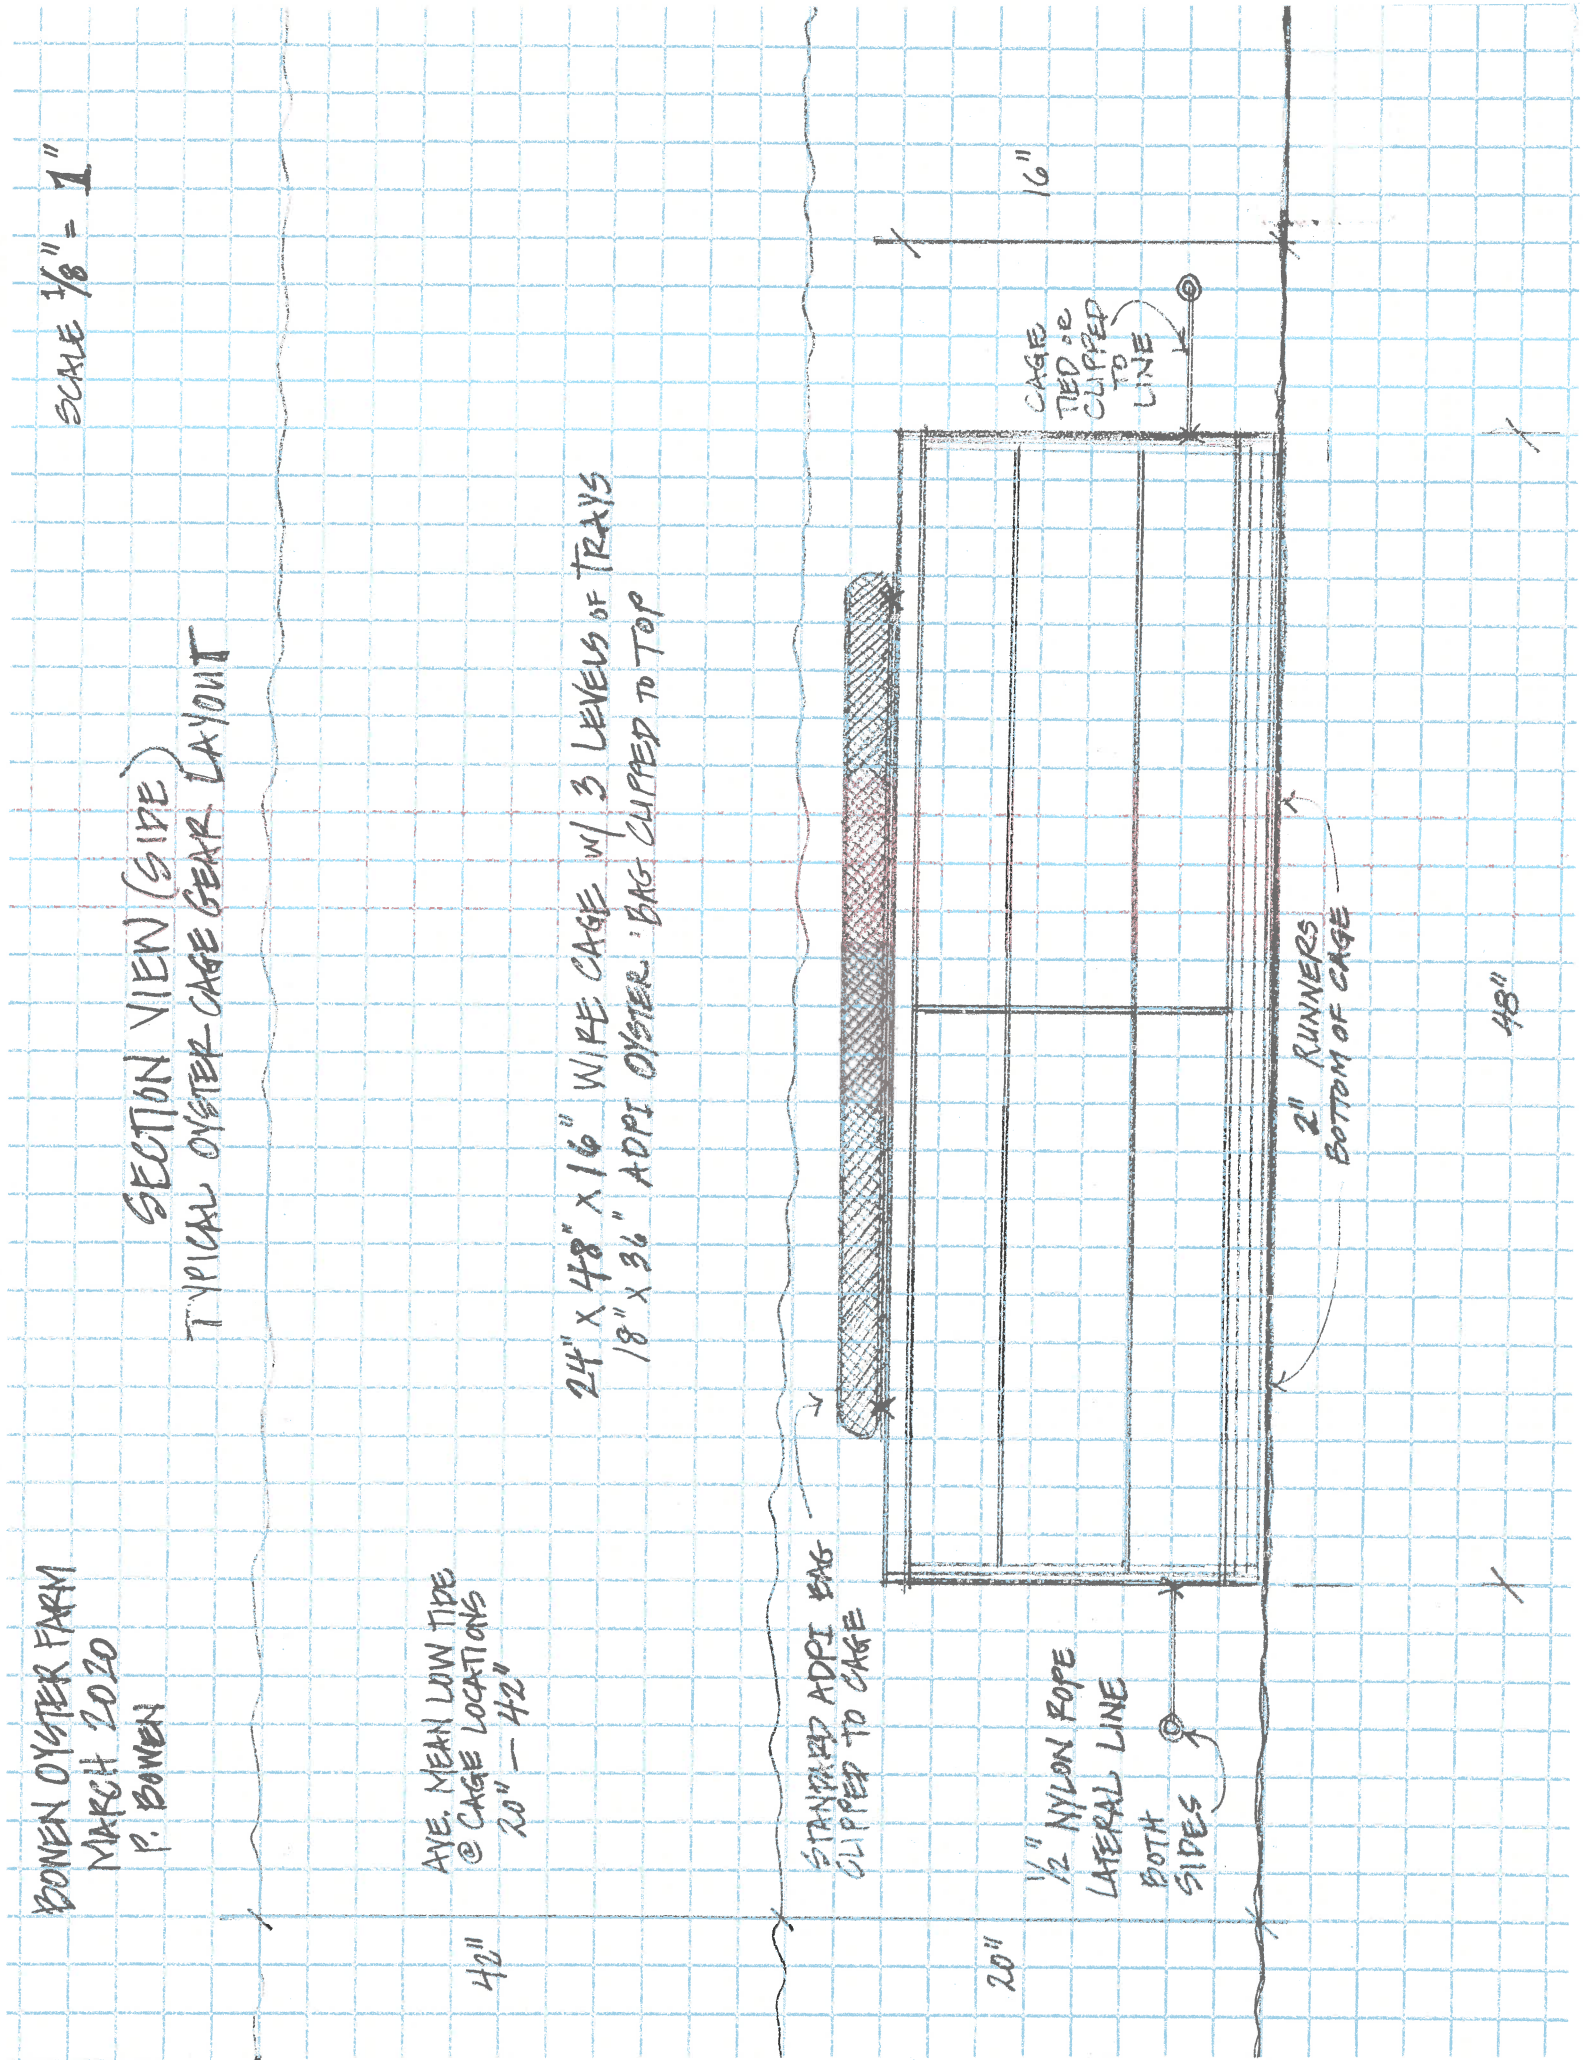 BOWEN OYSTER FARM
MARCH 2020
P. BOWEN
SECTION VIEW (SIDE)
TYPICAL OYSTER CAGE GEAR LAYOUT
SCALE 1/8" = 1"
AVE. MEAN LOW TIDE
@ CAGE LOCATIONS
20" – 42"
42"
24" X 48" X 16" WIRE CAGE W/ 3 LEVELS OF TRAYS
18" X 36" ADPI OYSTER BAG CLIPPED TO TOP
STANDARD ADPI BAG
CLIPPED TO CAGE
20"
1/2" NYLON ROPE
LATERAL LINE
BOTH
SIDES
CAGE
TIED OR
CLIPPED
TO
LINE
16"
2" RUNNERS
BOTTOM OF CAGE
48"